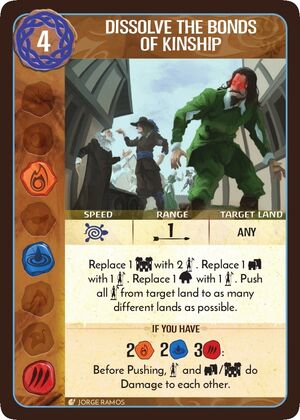 4
DISSOLVE THE BONDS
OF KINSHIP
SPEED RANGE TARGET LAND
1 ANY
Replace 1 with 2 . Replace 1
with 1 . Replace 1 with 1 . Push
all from target land to as many
different lands as possible.
IF YOU HAVE
2 2 3 :
Before Pushing, and / do
Damage to each other.
JORGE RAMOS